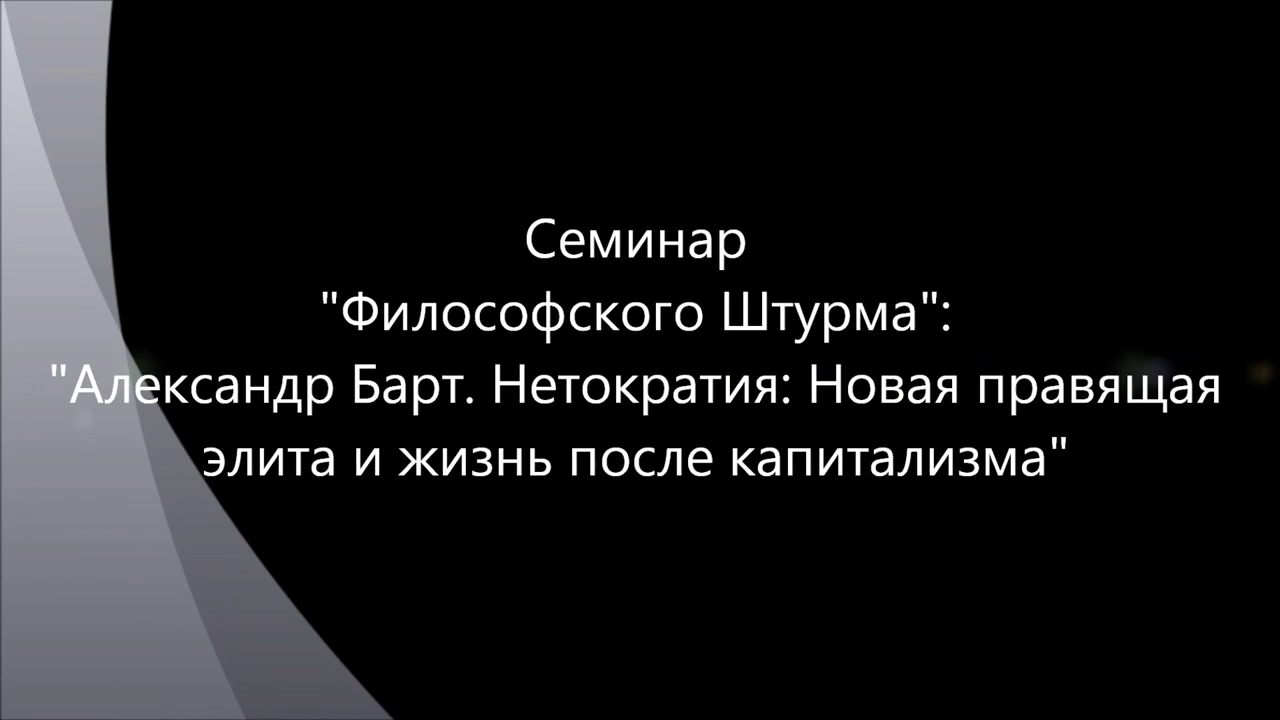 Семинар
"Философского Штурма":
"Александр Барт. Нетократия: Новая правящая
элита и жизнь после капитализма"